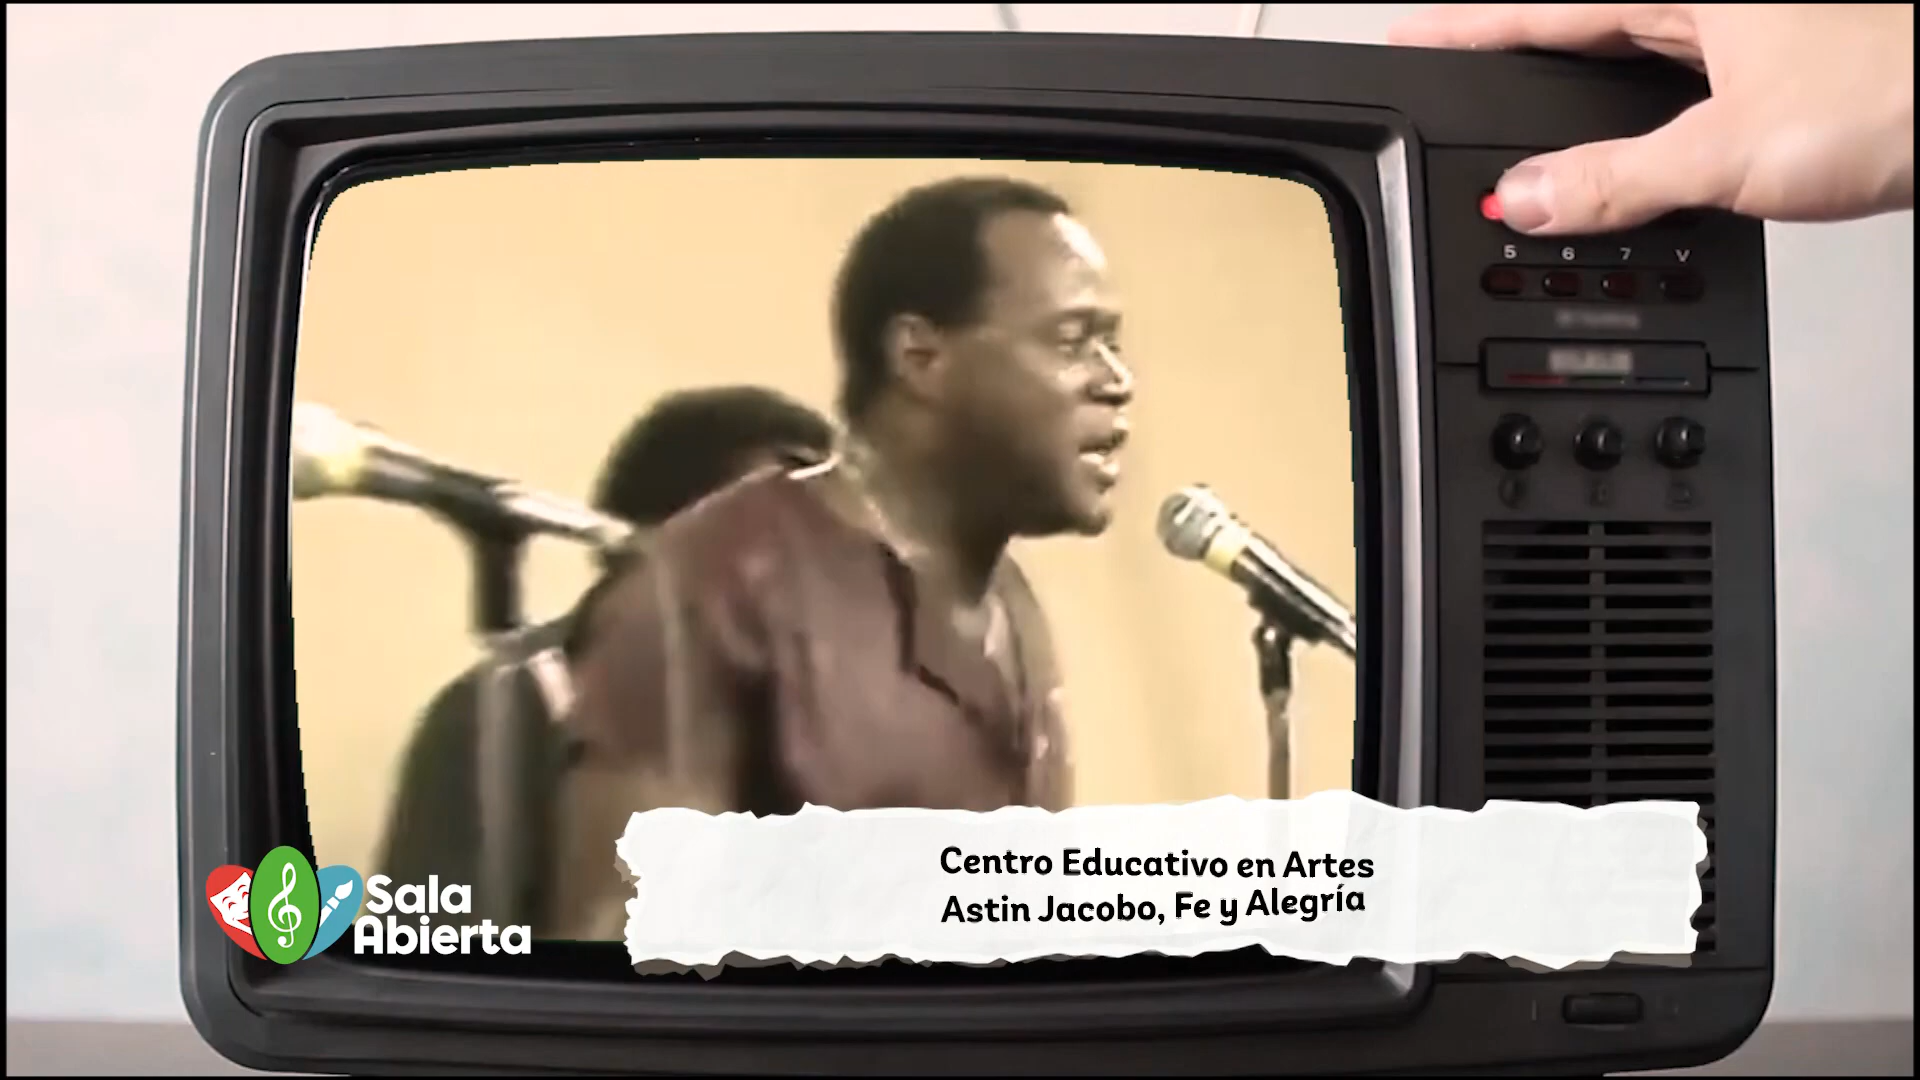 5 6 7 V
Sala
Abierta
Centro Educativo en Artes
Astin Jacobo, Fe y Alegría